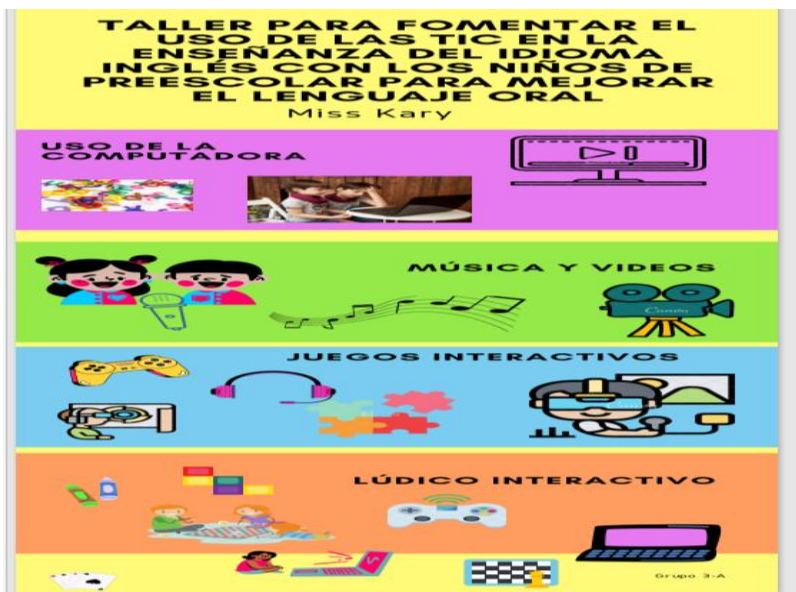 TALLER PARA FOMENTAR EL
USO DE LAS TIC EN LA
ENSEÑANZA DEL IDIOMA
INGLÉS CON LOS NIÑOS DE
PREESCOLAR PARA MEJORAR
EL LENGUAJE ORAL
Miss Kary
USO DE LA
COMPUTADORA
MÚSICA Y VIDEOS
JUEGOS INTERACTIVOS
LÚDICO INTERACTIVO
Grupo 3-A